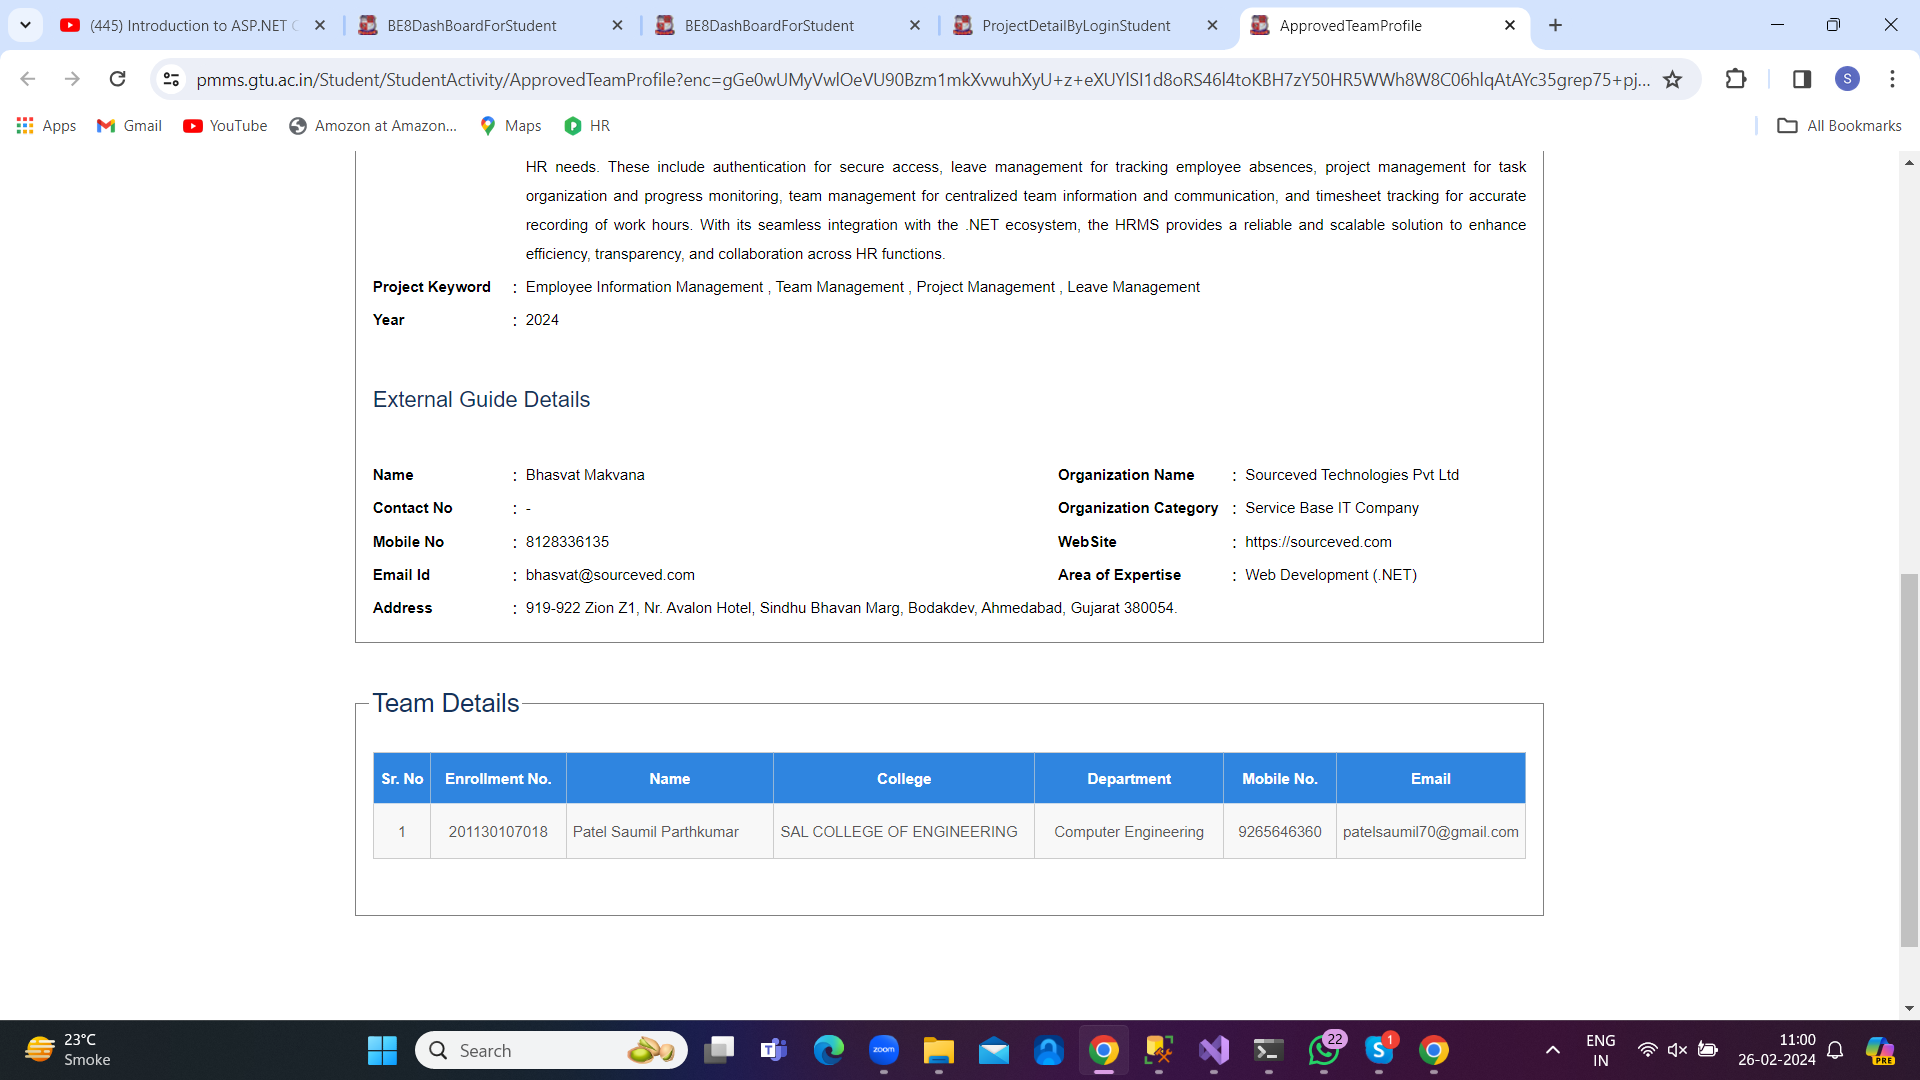 (445) Introduction to ASP.NET C
BE8DashBoardForStudent
BE8DashBoardForStudent
ProjectDetailByLoginStudent
ApprovedTeamProfile
pmms.gtu.ac.in/Student/StudentActivity/ApprovedTeamProfile?enc=gGe0wUMyVwlOeVU90Bzm1mkXvwuhXyU+z+eXUYlSI1d8oRS46l4toKBH7zY50HR5WWh8W8C06hlqAtAYc35grep75+pj...
S
Apps
Gmail
YouTube
Amozon at Amazon...
Maps
HR
All Bookmarks
HR needs. These include authentication for secure access, leave management for tracking employee absences, project management for task
organization and progress monitoring, team management for centralized team information and communication, and timesheet tracking for accurate
recording of work hours. With its seamless integration with the .NET ecosystem, the HRMS provides a reliable and scalable solution to enhance
efficiency, transparency, and collaboration across HR functions.
Project Keyword : Employee Information Management , Team Management , Project Management , Leave Management
Year : 2024
External Guide Details
Name : Bhasvat Makvana Organization Name : Sourceved Technologies Pvt Ltd
Contact No : - Organization Category : Service Base IT Company
Mobile No : 8128336135 WebSite : https://sourceved.com
Email Id : bhasvat@sourceved.com Area of Expertise : Web Development (.NET)
Address : 919-922 Zion Z1, Nr. Avalon Hotel, Sindhu Bhavan Marg, Bodakdev, Ahmedabad, Gujarat 380054.
Team Details
Sr. No Enrollment No. Name College Department Mobile No. Email
1 201130107018 Patel Saumil Parthkumar SAL COLLEGE OF ENGINEERING Computer Engineering 9265646360 patelsaumil70@gmail.com
23°C
Smoke
Search
zoom
22
1
ENG
IN
11:00
26-02-2024
PRE